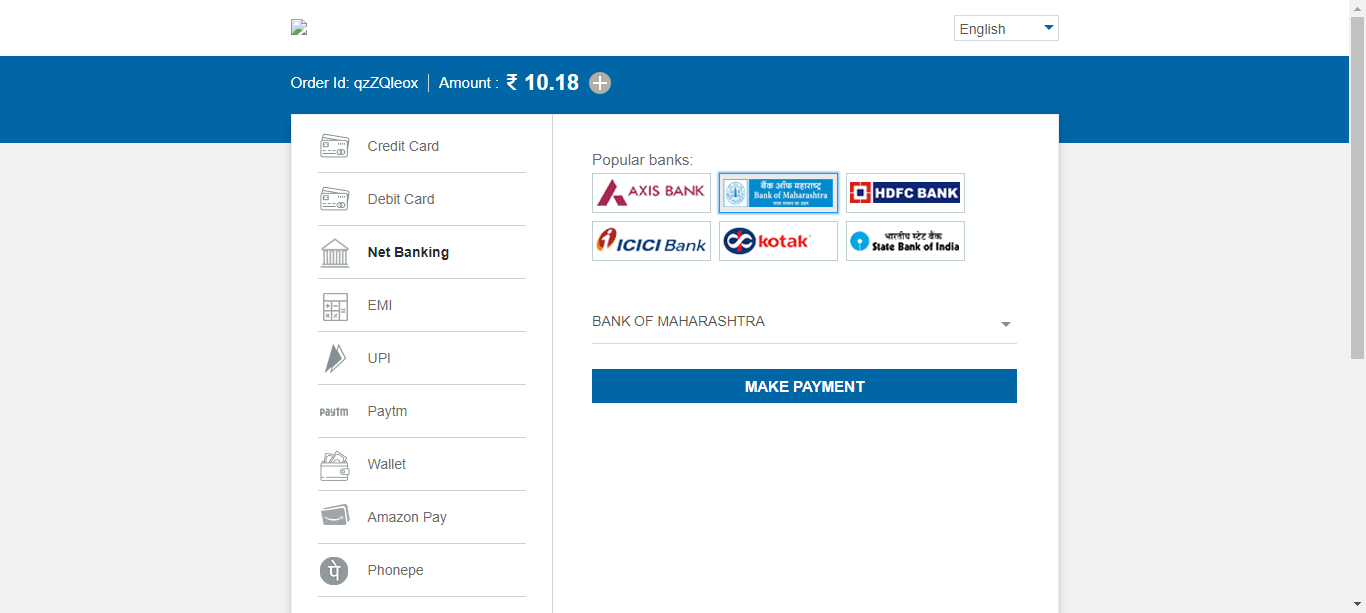 English
Order Id: qzZQleox
Amount : ₹ 10.18
Credit Card
Debit Card
Net Banking
EMI
UPI
Paytm
Paytm
Wallet
Amazon Pay
पे
Phonepe
Popular banks:
AXIS BANK
बैंक ऑफ महाराष्ट्र
Bank of Maharashtra
HDFC BANK
ICICI Bank
kotak
भारतीय स्टेट बैंक
State Bank of India
BANK OF MAHARASHTRA
MAKE PAYMENT